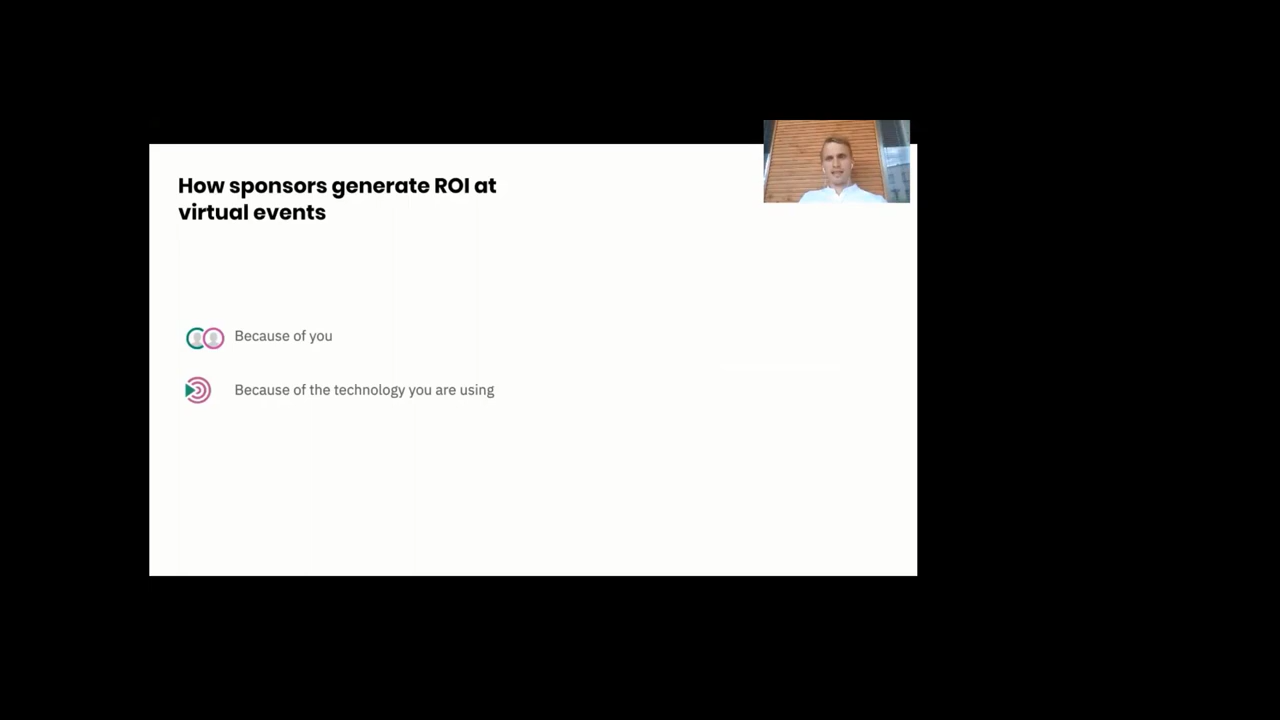 How sponsors generate ROI at
virtual events
Because of you
Because of the technology you are using